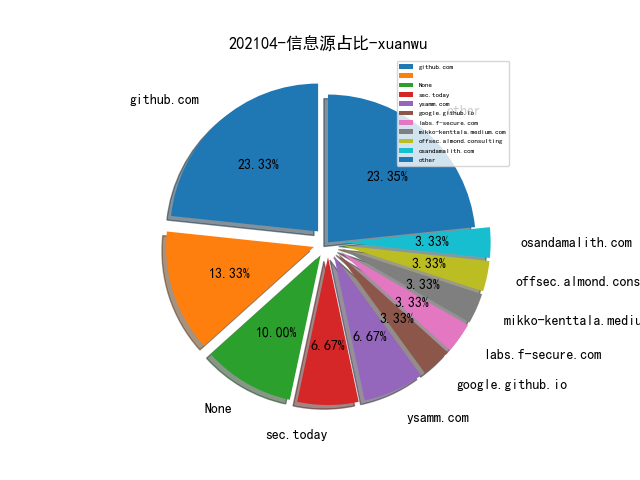 202104-信息源占比-xuanwu
github.com
None
sec.today
ysamm.com
google.github.io
labs.f-secure.com
mikko-kenttala.medium.com
offsec.almond.consulting
osandamalith.com
other
other
github.com
23.33%
23.35%
3.33%
osandamalith.com
3.33%
offsec.almond.cons
13.33%
3.33%
mikko-kenttala.mediu
3.33%
3.33%
10.00%
6.67%
6.67%
labs.f-secure.com
google.github.io
None
ysamm.com
sec.today